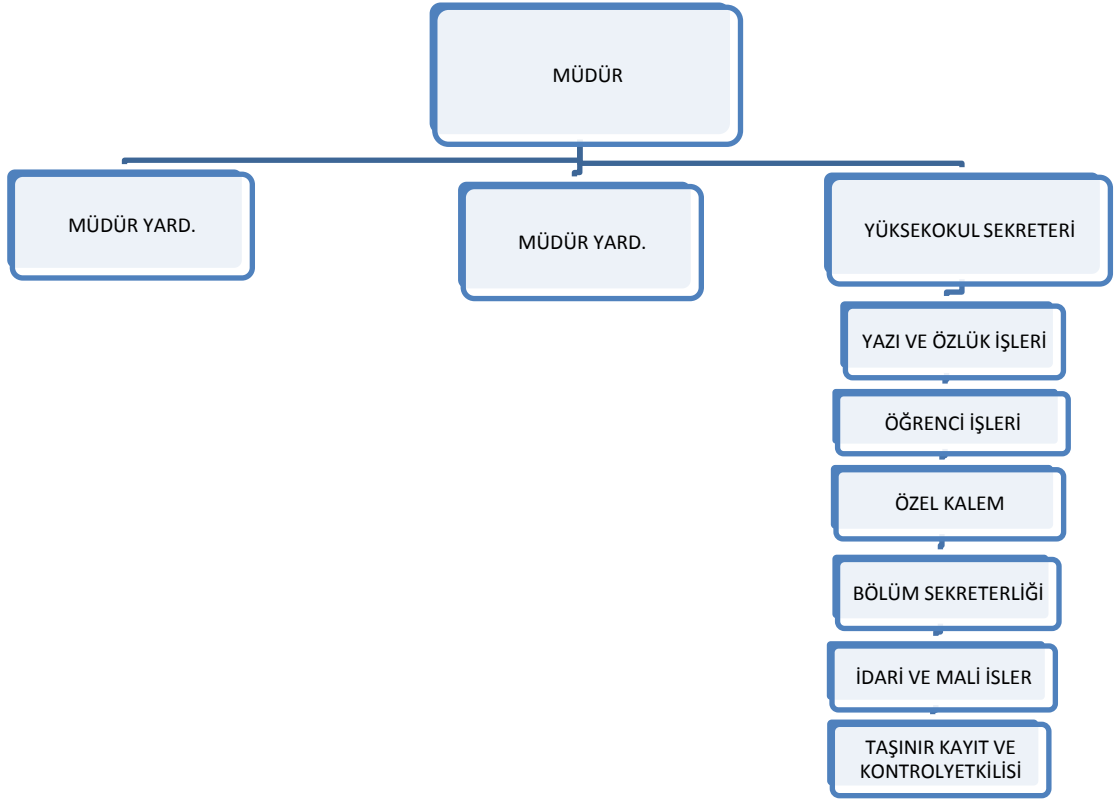 MÜDÜR
MÜDÜR YARD.
MÜDÜR YARD.
YÜKSEKOKUL SEKRETERİ
YAZI VE ÖZLÜK İŞLERİ
ÖĞRENCİ İŞLERİ
ÖZEL KALEM
BÖLÜM SEKRETERLİĞİ
İDARİ VE MALİ İSLER
TAŞINIR KAYIT VE
KONTROLYETKİLİSİ